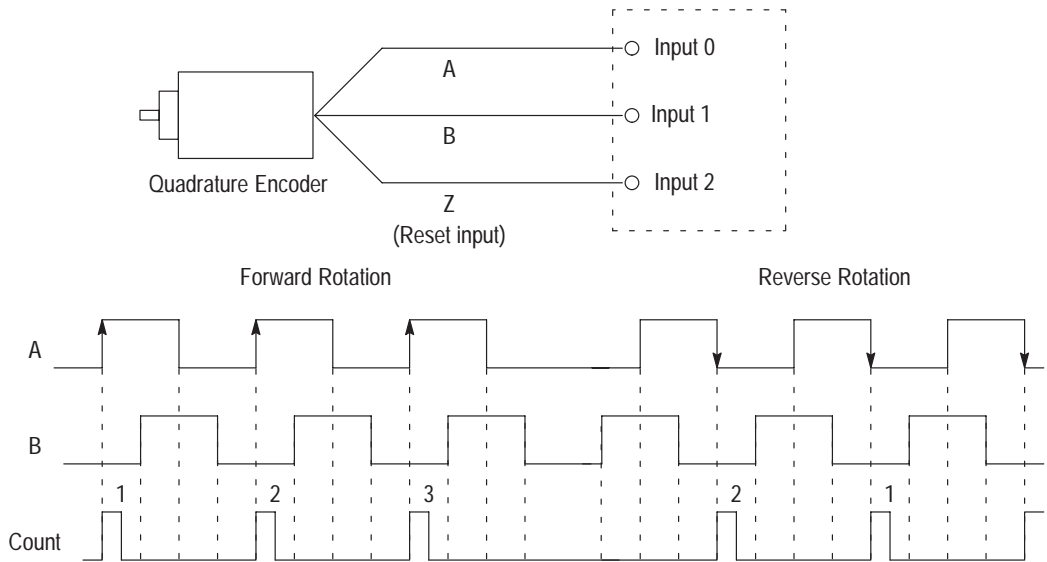 A
Input 0
B
Input 1
Z
Input 2
(Reset input)
Quadrature Encoder
Forward Rotation
Reverse Rotation
A
B
1 2 3 2 1
Count